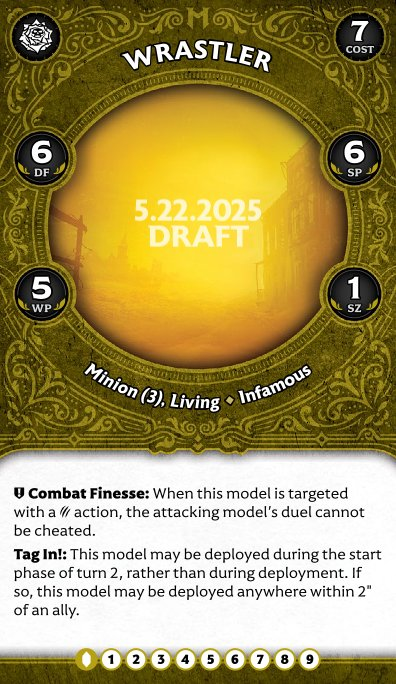 WRASTLER
7
COST
6
DF
6
SP
5.22.2025
DRAFT
5
WP
1
SZ
Minion (3), Living ⬥ Infamous
Combat Finesse: When this model is targeted
with a action, the attacking model's duel cannot
be cheated.
Tag In!: This model may be deployed during the start
phase of turn 2, rather than during deployment. If
so, this model may be deployed anywhere within 2"
of an ally.
1 2 3 4 5 6 7 8 9